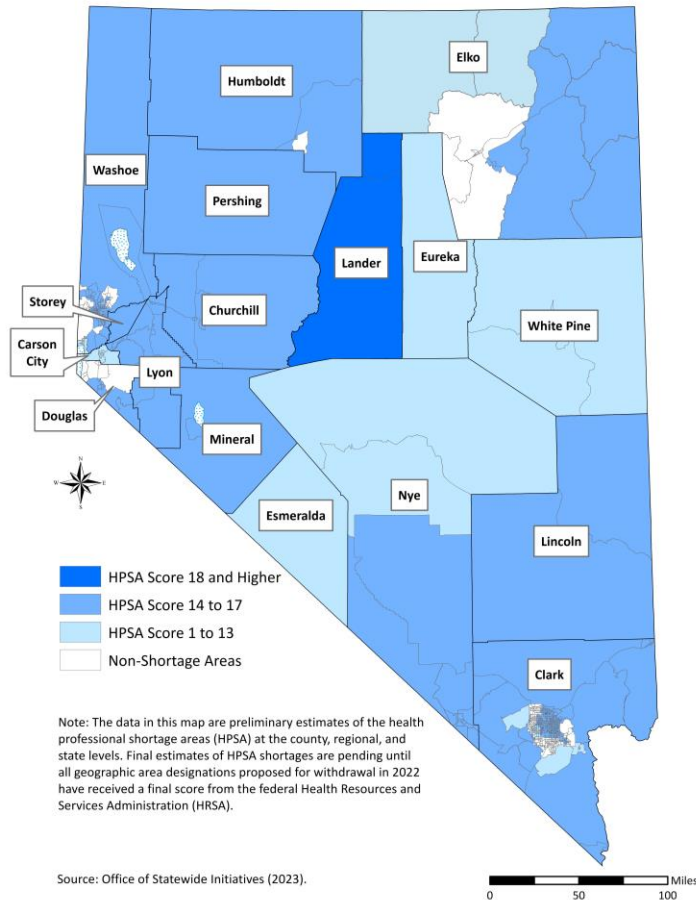 Elko
Humboldt
Washoe
Pershing
Lander
Eureka
Storey
Churchill
White Pine
Carson
City
Lyon
Douglas
Mineral
N
W E
S
Nye
Esmeralda
Lincoln
HPSA Score 18 and Higher
HPSA Score 14 to 17
HPSA Score 1 to 13
Non-Shortage Areas
Clark
Note: The data in this map are preliminary estimates of the health
professional shortage areas (HPSA) at the county, regional, and
state levels. Final estimates of HPSA shortages are pending until
all geographic area designations proposed for withdrawal in 2022
have received a final score from the federal Health Resources and
Services Administration (HRSA).
Source: Office of Statewide Initiatives (2023).
Miles
0 50 100